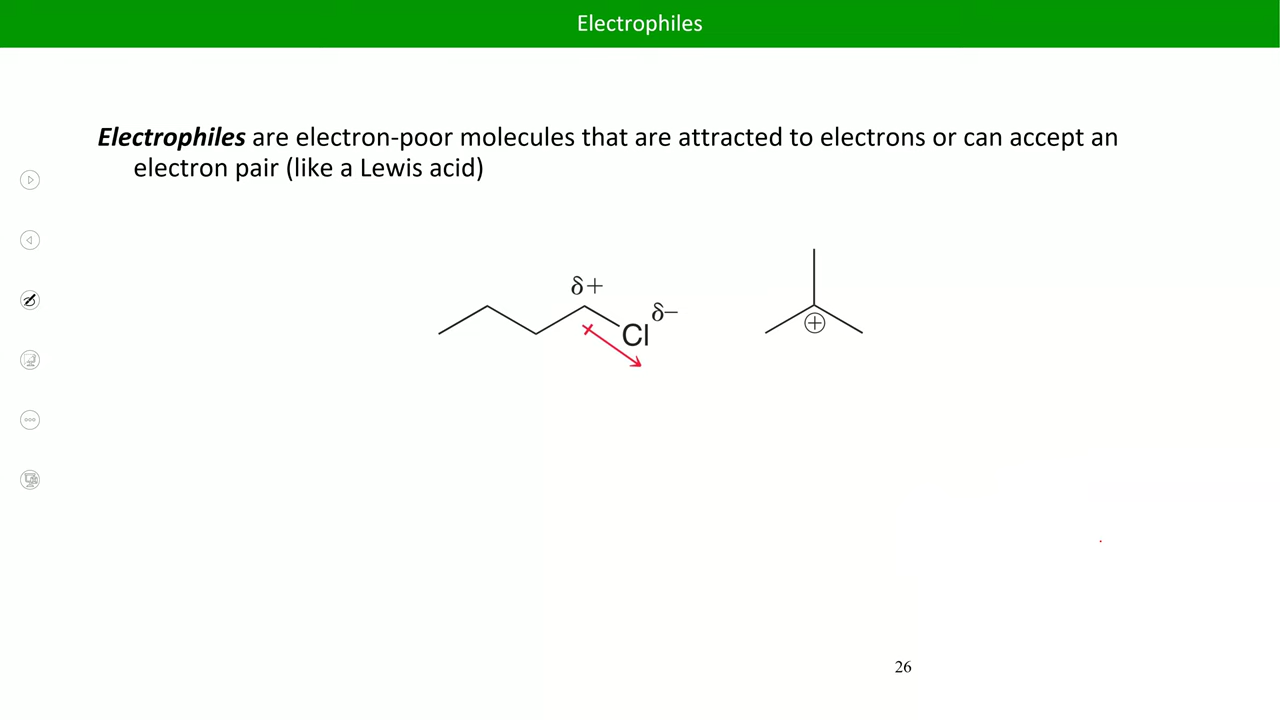 Electrophiles
Electrophiles are electron-poor molecules that are attracted to electrons or can accept an
electron pair (like a Lewis acid)
δ+
δ−
Cl
+
26